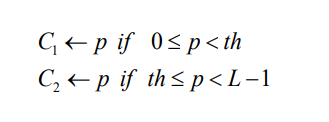 C₁ ← p if 0 ≤ p < th
C₂ ← p if th ≤ p < L − 1